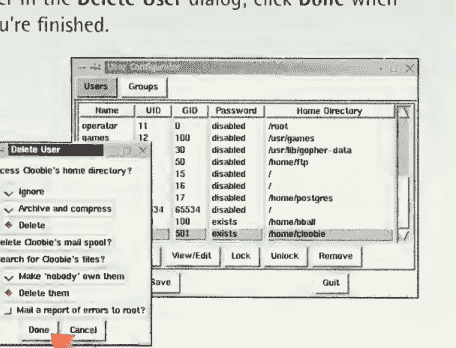 er in the Delete User dialog, click Done when
ou're finished.
Users Groups
Name UID GID Password Home Directory
operator 11 0 disabled /root
games 12 100 disabled /usr/games
30 disabled /usr/lib/gopher-data
50 disabled /home/ftp
15 disabled /
16 disabled /
17 disabled /home/postgres
534 65534 disabled /
100 exists /home/bball
501 exists /home/cloobie
View/Edit Lock Unlock Remove
Save Quit
Delete User
cess Cloobie's home directory?
Ignore
Archive and compress
Delete
elete Cloobie's mail spool?
earch for Cloobie's files?
Make 'nobody' own them
Delete them
Mail a report of errors to root?
Done Cancel